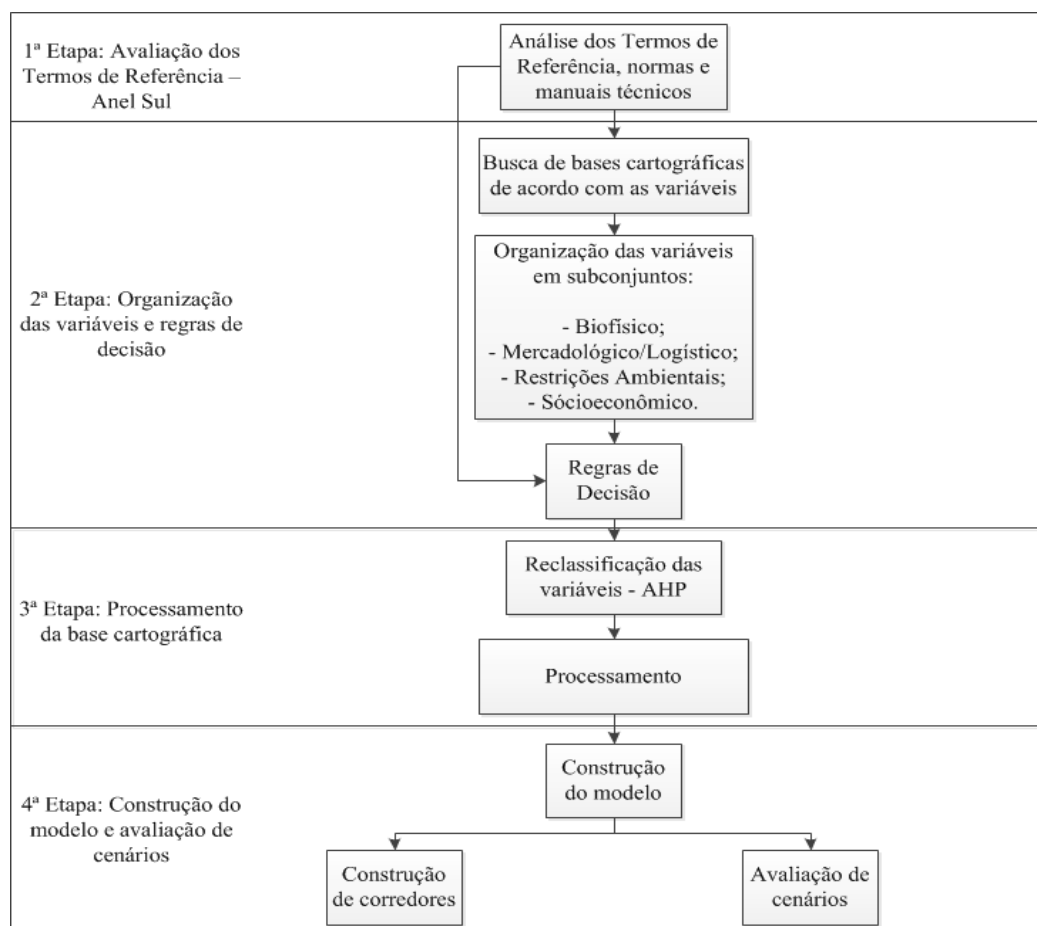 1ª Etapa: Avaliação dos
Termos de Referência –
Anel Sul
Análise dos Termos de
Referência, normas e
manuais técnicos
2ª Etapa: Organização
das variáveis e regras de
decisão
Busca de bases cartográficas
de acordo com as variáveis
Organização das variáveis
em subconjuntos:
- Biofísico;
- Mercadológico/Logístico;
- Restrições Ambientais;
- Sócioeconômico.
Regras de
Decisão
3ª Etapa: Processamento
da base cartográfica
Reclassificação das
variáveis - AHP
Processamento
4ª Etapa: Construção do
modelo e avaliação de
cenários
Construção
do modelo
Construção
de corredores
Avaliação de
cenários